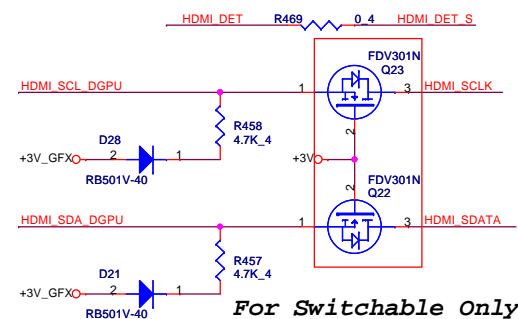 HDMI_DET R469 0_4 HDMI_DET_S
FDV301N
Q23
HDMI_SCL_DGPU 1 3 HDMI_SCLK
R458
4.7K_4
2
D28
+3V_GFX 2 1 +3V
RB501V-40
2
FDV301N
Q22
HDMI_SDA_DGPU 1 3 HDMI_SDATA
R457
4.7K_4
D21
+3V_GFX 2 1
RB501V-40
For Switchable Only